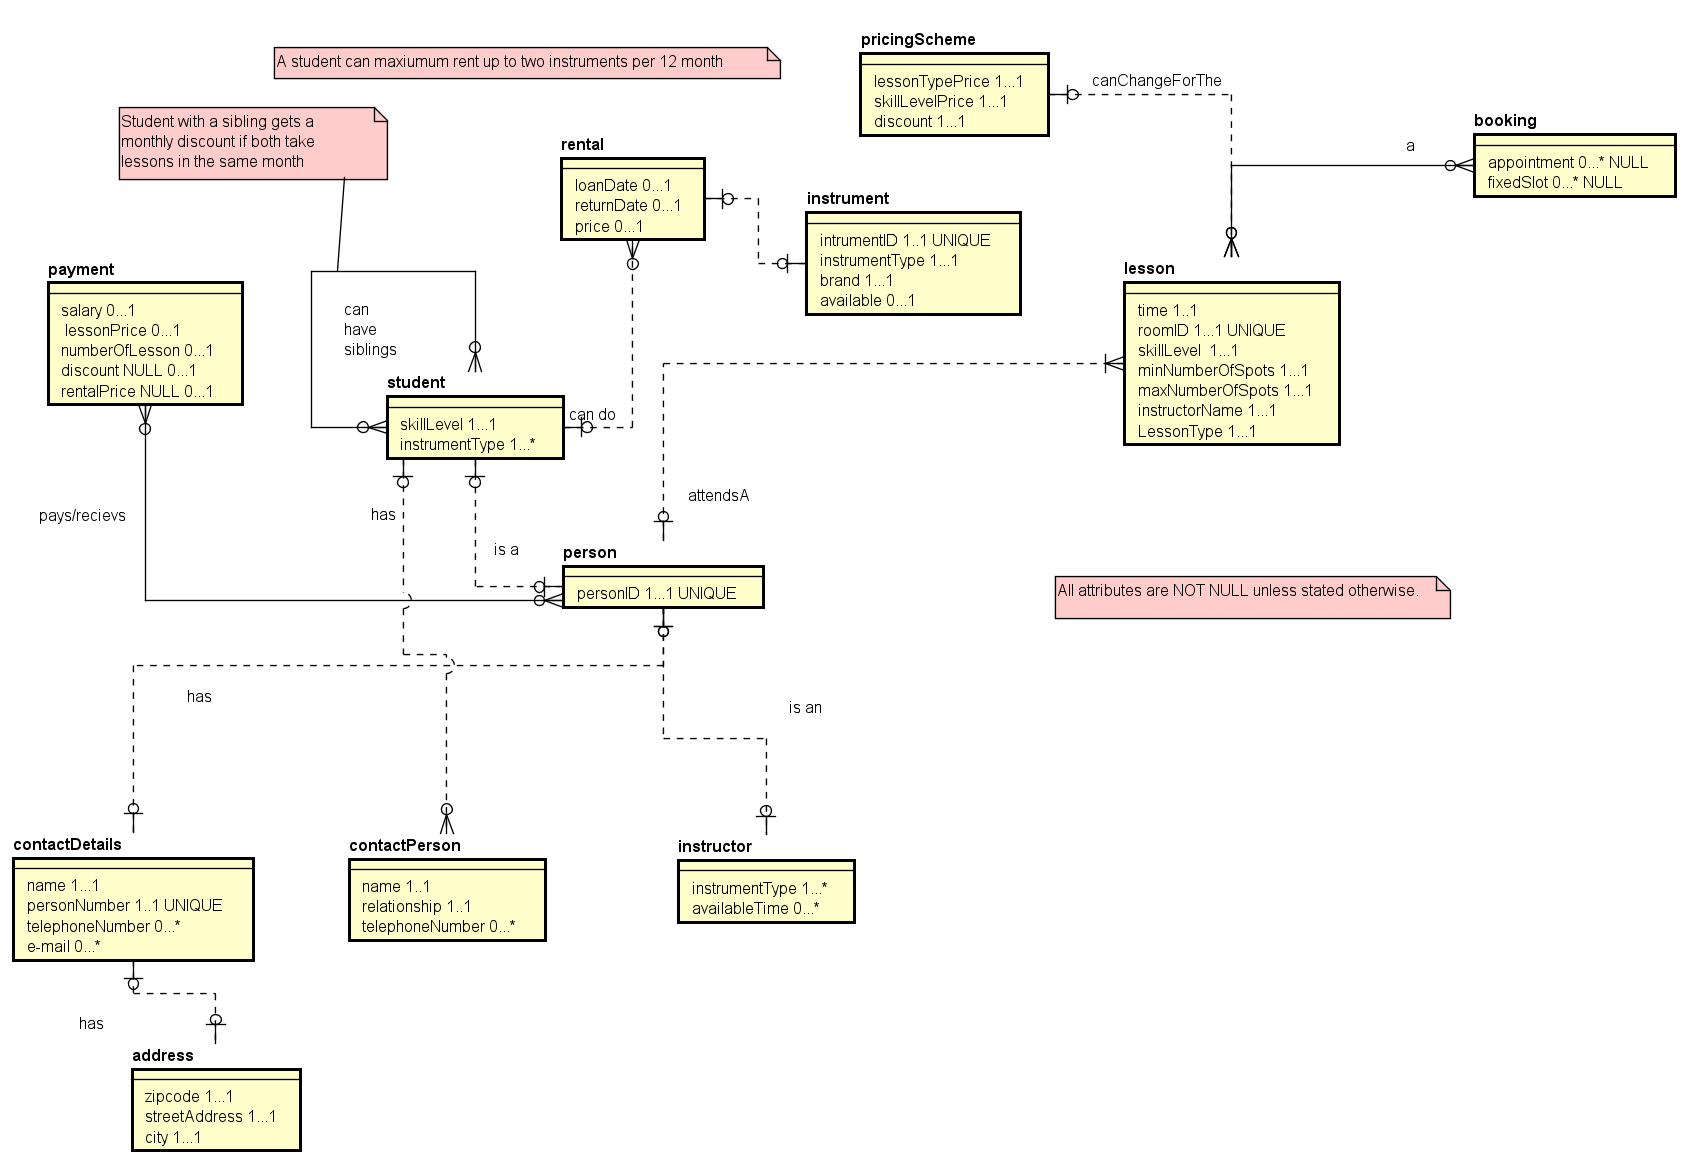 A student can maxiumum rent up to two instruments per 12 month
Student with a sibling gets a
monthly discount if both take
lessons in the same month
pricingScheme
lessonTypePrice 1...1
skillLevelPrice 1...1
discount 1...1
canChangeForThe
booking
appointment 0...* NULL
fixedSlot 0...* NULL
a
rental
loanDate 0...1
returnDate 0...1
price 0...1
instrument
intrumentID 1..1 UNIQUE
instrumentType 1...1
brand 1...1
available 0...1
payment
salary 0...1
lessonPrice 0...1
numberOfLesson 0...1
discount NULL 0...1
rentalPrice NULL 0...1
can
have
siblings
lesson
time 1..1
roomID 1...1 UNIQUE
skillLevel  1...1
minNumberOfSpots 1...1
maxNumberOfSpots 1...1
instructorName 1...1
LessonType 1...1
student
skillLevel 1...1
instrumentType 1...*
can do
pays/recievs
has
is a
attendsA
person
personID 1...1 UNIQUE
All attributes are NOT NULL unless stated otherwise.
has
is an
contactDetails
name 1...1
personNumber 1..1 UNIQUE
telephoneNumber 0...*
e-mail 0...*
contactPerson
name 1..1
relationship 1..1
telephoneNumber 0...*
instructor
instrumentType 1...*
availableTime 0...*
has
address
zipcode 1...1
streetAddress 1...1
city 1...1